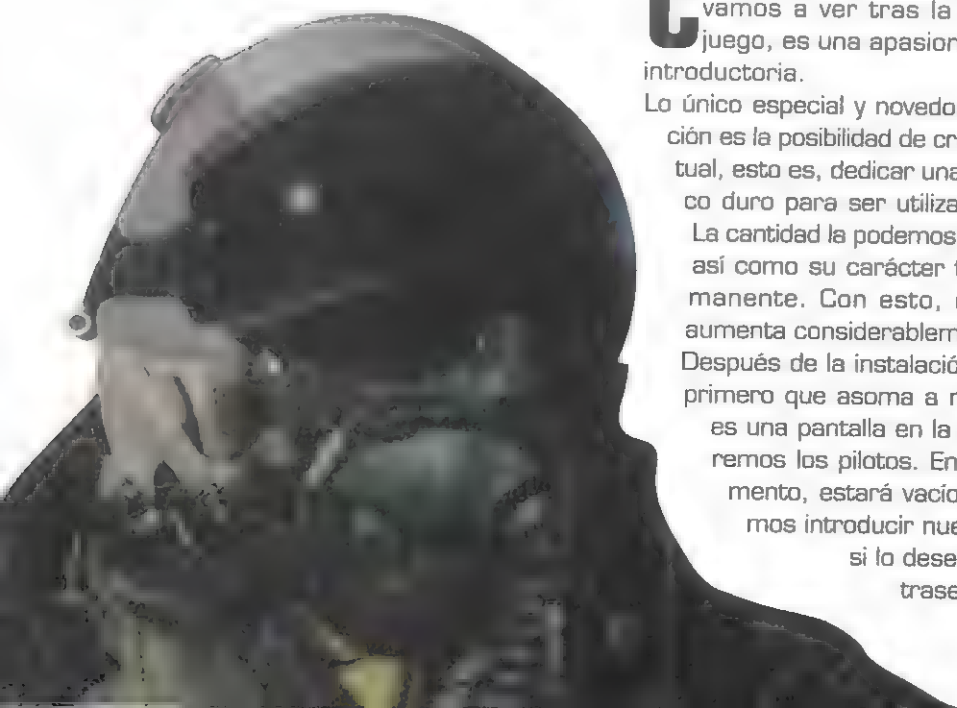 vamos a ver tras la
juego, es una apasion
introductoria.
Lo único especial y novedo
ción es la posibilidad de cr
tual, esto es, dedicar una
co duro para ser utiliza
La cantidad la podemos
así como su carácter
manente. Con esto,
aumenta considerablem
Después de la instalació
primero que asoma a
es una pantalla en la
remos los pilotos. En
mento, estará vacío
mos introducir nue
si lo dese
trase